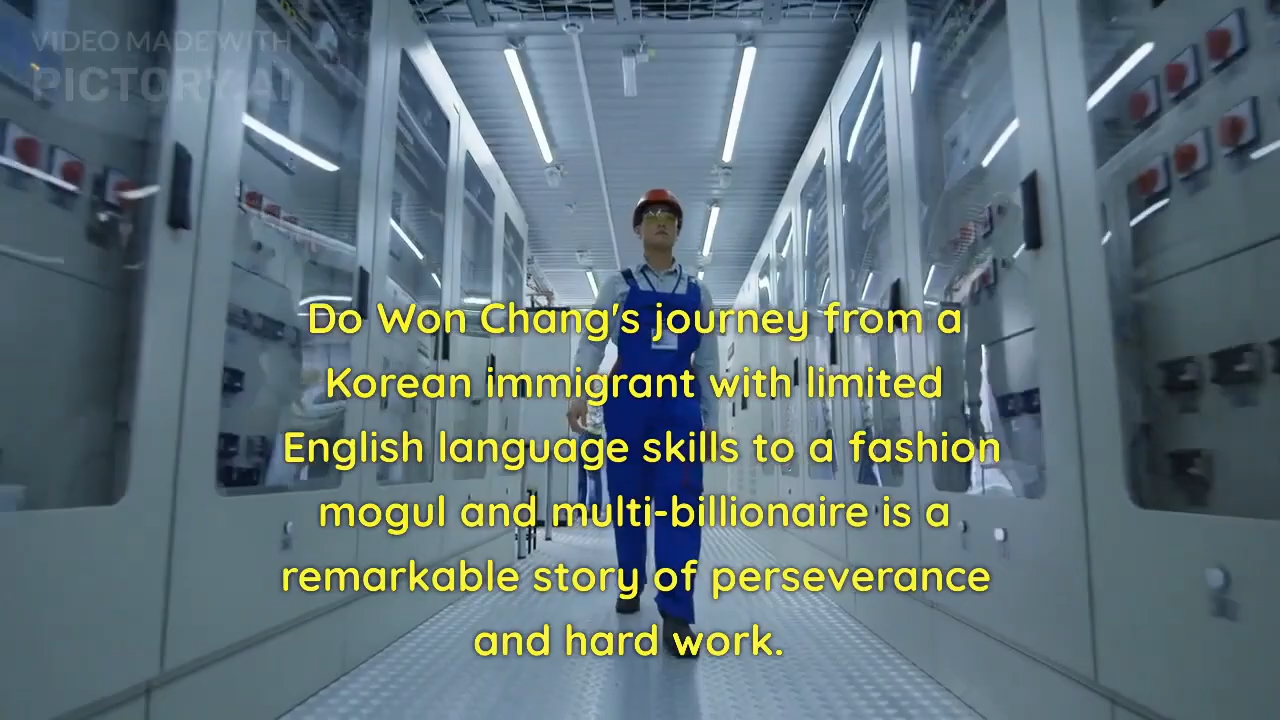 VIDEO MADE WITH
PICTORY.AI
Do Won Chang's journey from a
Korean immigrant with limited
English language skills to a fashion
mogul and multi-billionaire is a
remarkable story of perseverance
and hard work.